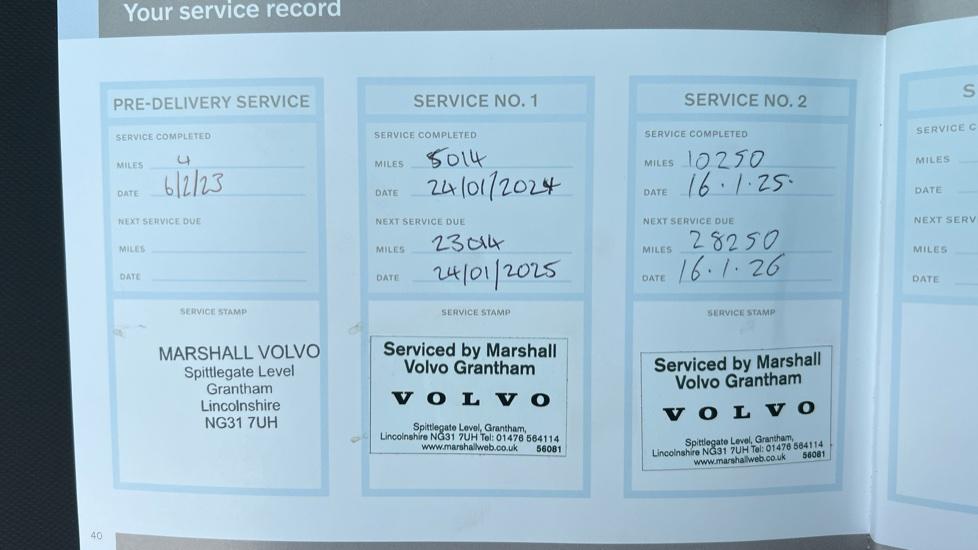 Your service record
PRE-DELIVERY SERVICE
SERVICE COMPLETED
MILES 4
DATE 6/2/23
NEXT SERVICE DUE
MILES
DATE
SERVICE STAMP
MARSHALL VOLVO
Spittlegate Level
Grantham
Lincolnshire
NG31 7UH
SERVICE NO. 1
SERVICE COMPLETED
MILES 5014
DATE 24/01/2024
NEXT SERVICE DUE
MILES 23014
DATE 24/01/2025
SERVICE STAMP
Serviced by Marshall
Volvo Grantham
VOLVO
Spittlegate Level, Grantham,
Lincolnshire NG31 7UH Tel: 01476 564114
www.marshallweb.co.uk 56081
SERVICE NO. 2
SERVICE COMPLETED
MILES 10250
DATE 16.1.25.
NEXT SERVICE DUE
MILES 28250
DATE 16.1.26
SERVICE STAMP
Serviced by Marshall
Volvo Grantham
VOLVO
Spittlegate Level, Grantham,
Lincolnshire NG31 7UH Tel: 01476 564114
www.marshallweb.co.uk 56081
S
SERVICE C
MILES
DATE
NEXT SERV
MILES
DATE
40